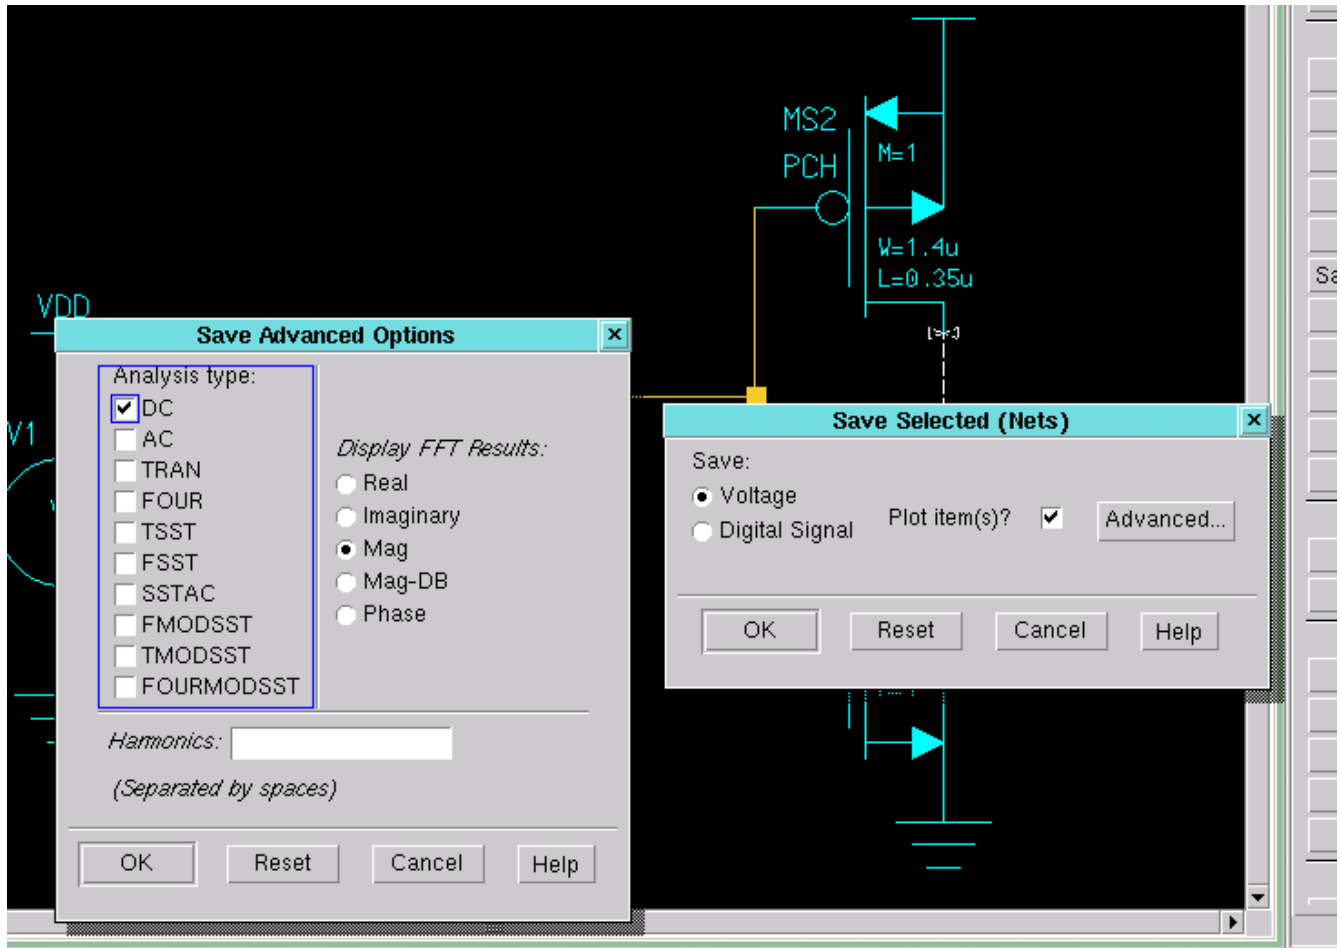 MS2
M=1
PCH
W=1.4u
L=0.35u
VDD
V1
Save Advanced Options
Analysis type:
DC
AC
TRAN
FOUR
TSST
FSST
SSTAC
FMODSST
TMODSST
FOURMODSST
Display FFT Results:
Real
Imaginary
Mag
Mag-DB
Phase
Harmonics:
(Separated by spaces)
OK Reset Cancel Help
Save Selected (Nets)
Save:
Voltage
Digital Signal
Plot item(s)?
Advanced...
OK Reset Cancel Help
Sa